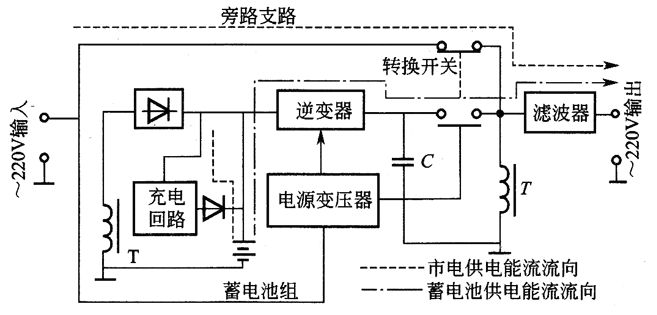 旁路支路
转换开关
~220V输入
逆变器
滤波器
~220V输出
C
充电
回路
电源变压器
T
T
市电供电能流流向
蓄电池组
蓄电池供电能流流向